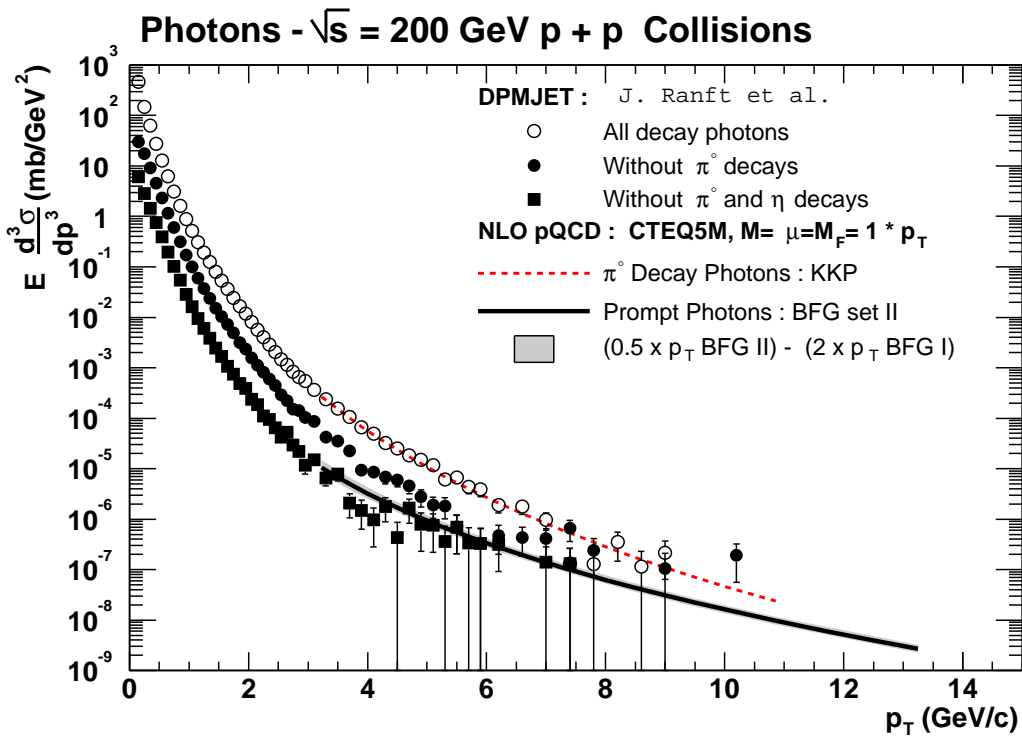 Photons - √s = 200 GeV p + p Collisions
E d³σ/dp³ (mb/GeV²)
10³
10²
10
1
10⁻¹
10⁻²
10⁻³
10⁻⁴
10⁻⁵
10⁻⁶
10⁻⁷
10⁻⁸
10⁻⁹
DPMJET : J. Ranft et al.
All decay photons
Without π° decays
Without π° and η decays
NLO pQCD : CTEQ5M, M= μ=M_F= 1 * p_T
π° Decay Photons : KKP
Prompt Photons : BFG set II
(0.5 x p_T BFG II) - (2 x p_T BFG I)
0 2 4 6 8 10 12 14
p_T (GeV/c)